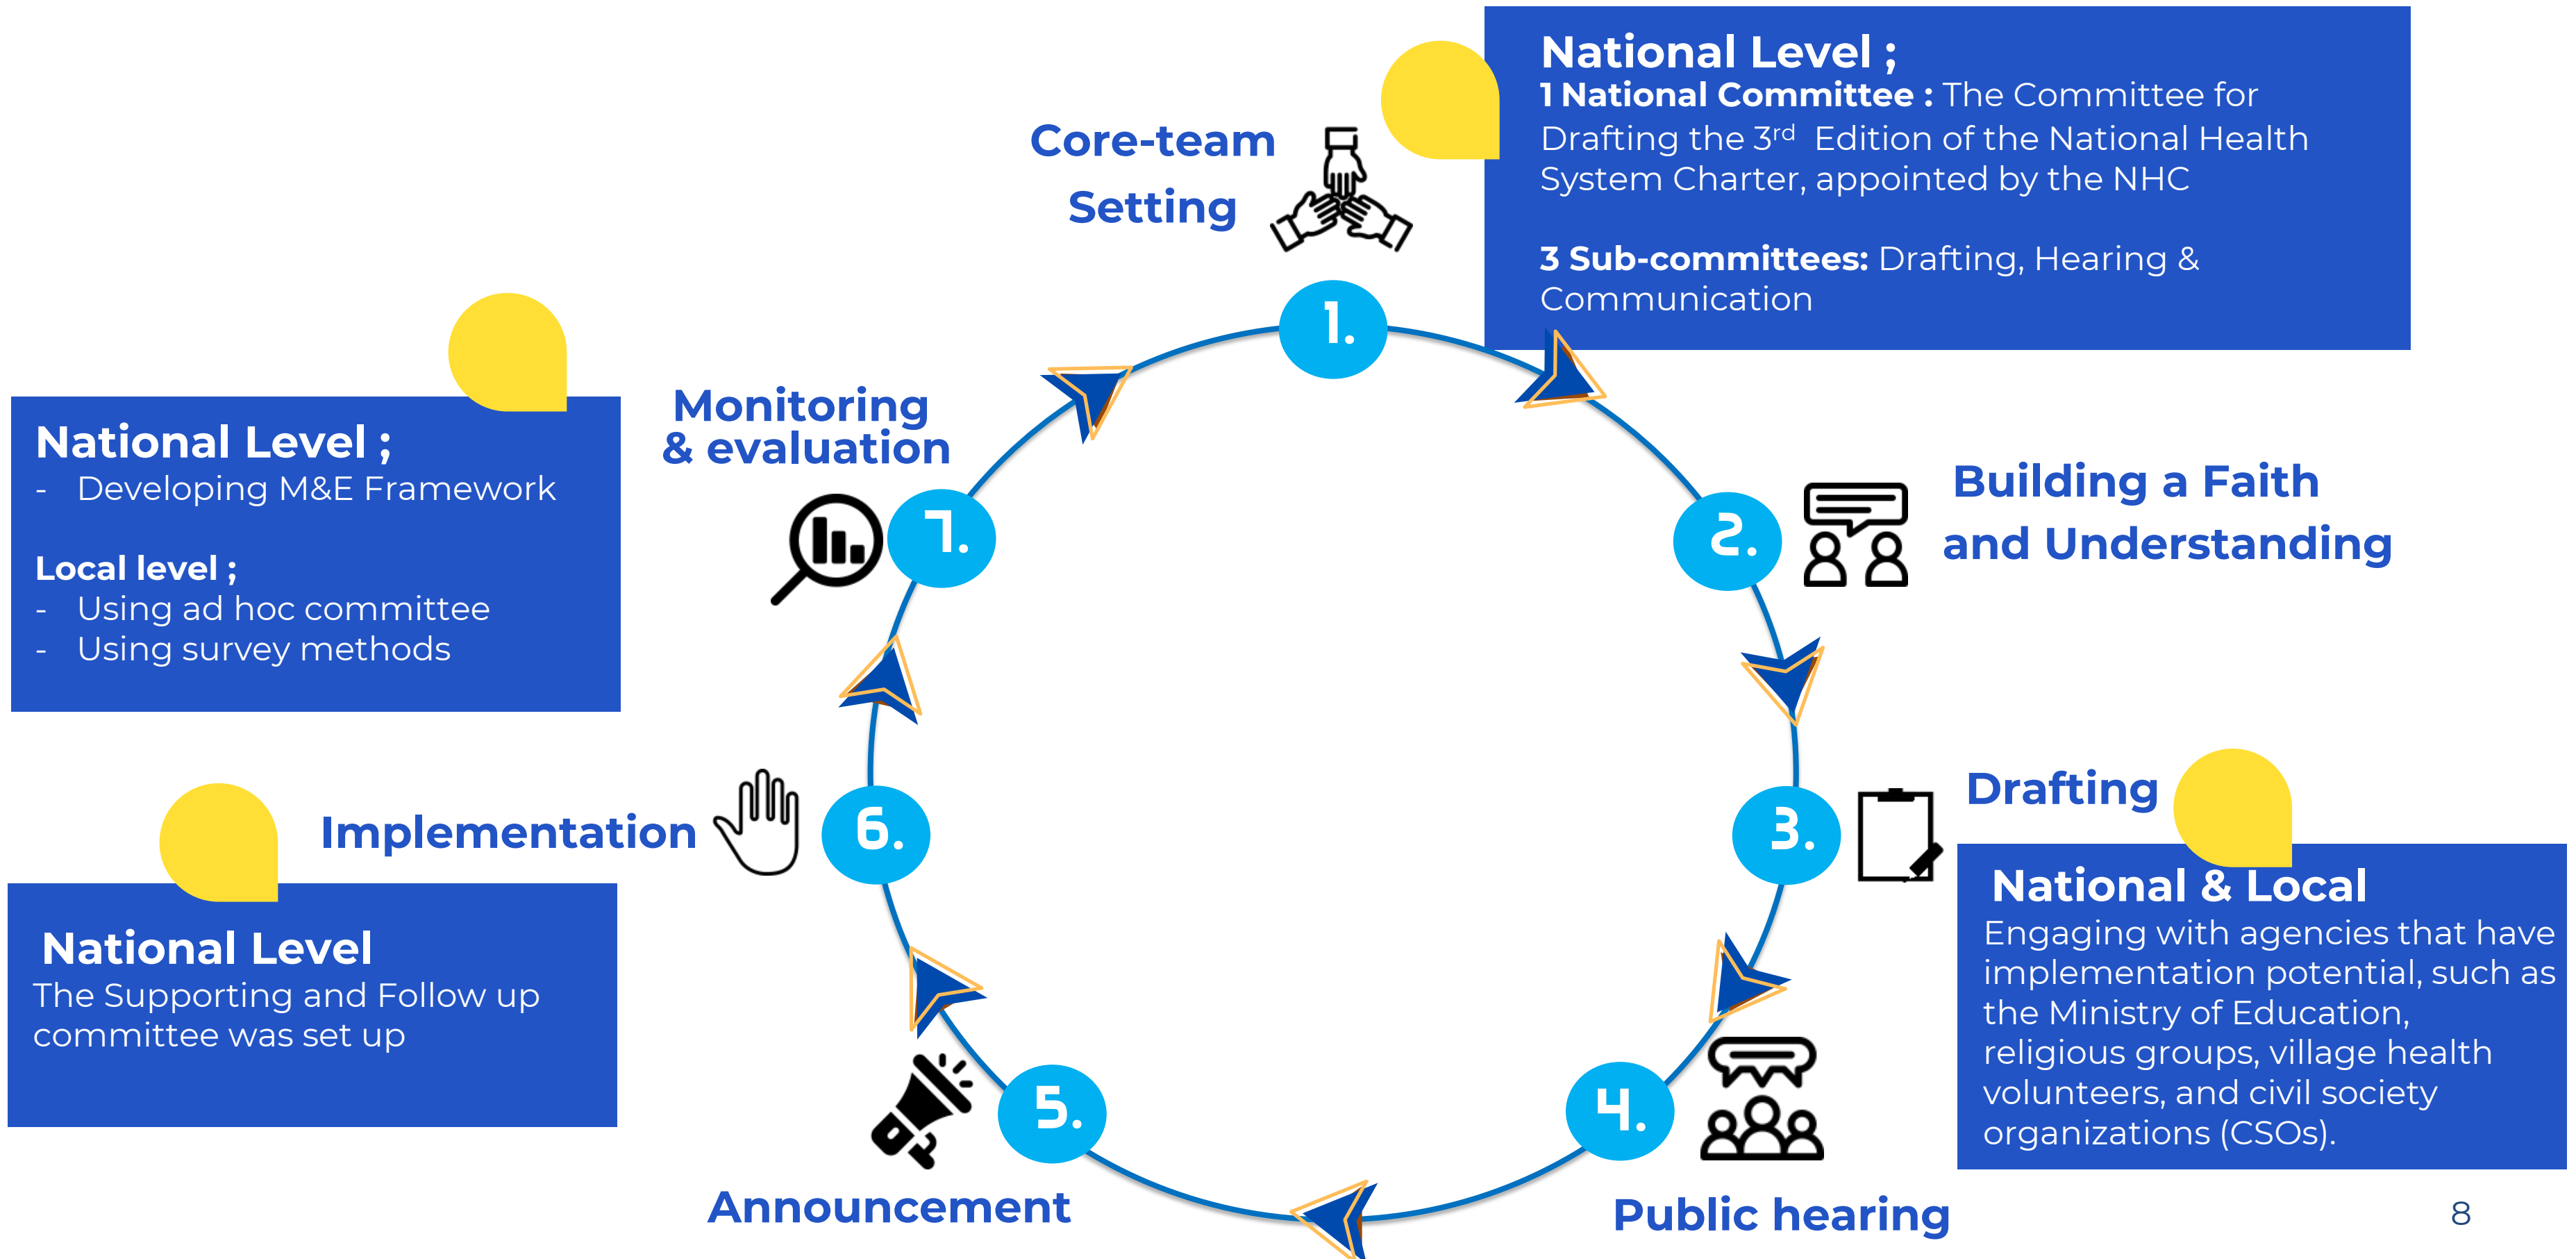 National Level ;
1 National Committee : The Committee for
Drafting the 3rd Edition of the National Health
System Charter, appointed by the NHC
3 Sub-committees: Drafting, Hearing &
Communication
Core-team
Setting
1.
Building a Faith
and Understanding
2.
Drafting
3.
National & Local
Engaging with agencies that have
implementation potential, such as
the Ministry of Education,
religious groups, village health
volunteers, and civil society
organizations (CSOs).
4.
Public hearing
5.
Announcement
Implementation
6.
National Level
The Supporting and Follow up
committee was set up
Monitoring
& evaluation
7.
National Level ;
- Developing M&E Framework
Local level ;
- Using ad hoc committee
- Using survey methods
8